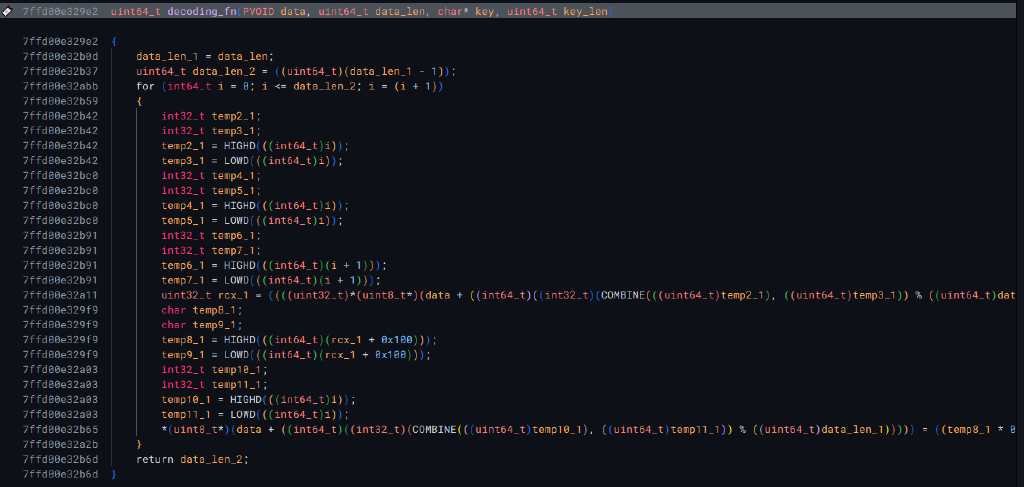 7ffd80e329e2 uint64_t decoding_fn(PVOID data, uint64_t data_len, char* key, uint64_t key_len)
7ffd80e329e2 {
7ffd80e32b0d data_len_1 = data_len;
7ffd80e32b37 uint64_t data_len_2 = ((uint64_t)(data_len_1 - 1));
7ffd80e32abb for (int64_t i = 0; i <= data_len_2; i = (i + 1))
7ffd80e32b59 {
7ffd80e32b42 int32_t temp2_1;
7ffd80e32b42 int32_t temp3_1;
7ffd80e32b42 temp2_1 = HIGHD(((int64_t)i));
7ffd80e32b42 temp3_1 = LOWD(((int64_t)i));
7ffd80e32bc0 int32_t temp4_1;
7ffd80e32bc0 int32_t temp5_1;
7ffd80e32bc0 temp4_1 = HIGHD(((int64_t)i));
7ffd80e32bc0 temp5_1 = LOWD(((int64_t)i));
7ffd80e32b91 int32_t temp6_1;
7ffd80e32b91 int32_t temp7_1;
7ffd80e32b91 temp6_1 = HIGHD(((int64_t)(i + 1)));
7ffd80e32b91 temp7_1 = LOWD(((int64_t)(i + 1)));
7ffd80e32a11 uint32_t rcx_1 = ((((uint32_t)*(uint8_t*)(data + ((int64_t)((int32_t)(COMBINE(((uint64_t)temp2_1), ((uint64_t)temp3_1)) % ((uint64_t)dat
7ffd80e329f9 char temp8_1;
7ffd80e329f9 char temp9_1;
7ffd80e329f9 temp8_1 = HIGHD(((int64_t)(rcx_1 + 0x100)));
7ffd80e329f9 temp9_1 = LOWD(((int64_t)(rcx_1 + 0x100)));
7ffd80e32a03 int32_t temp10_1;
7ffd80e32a03 int32_t temp11_1;
7ffd80e32a03 temp10_1 = HIGHD(((int64_t)i));
7ffd80e32a03 temp11_1 = LOWD(((int64_t)i));
7ffd80e32b65 *(uint8_t*)(data + ((int64_t)((int32_t)(COMBINE(((uint64_t)temp10_1), ((uint64_t)temp11_1)) % ((uint64_t)data_len_1))))) = ((temp8_1 * 0
7ffd80e32a2b }
7ffd80e32b6d return data_len_2;
7ffd80e32b6d }